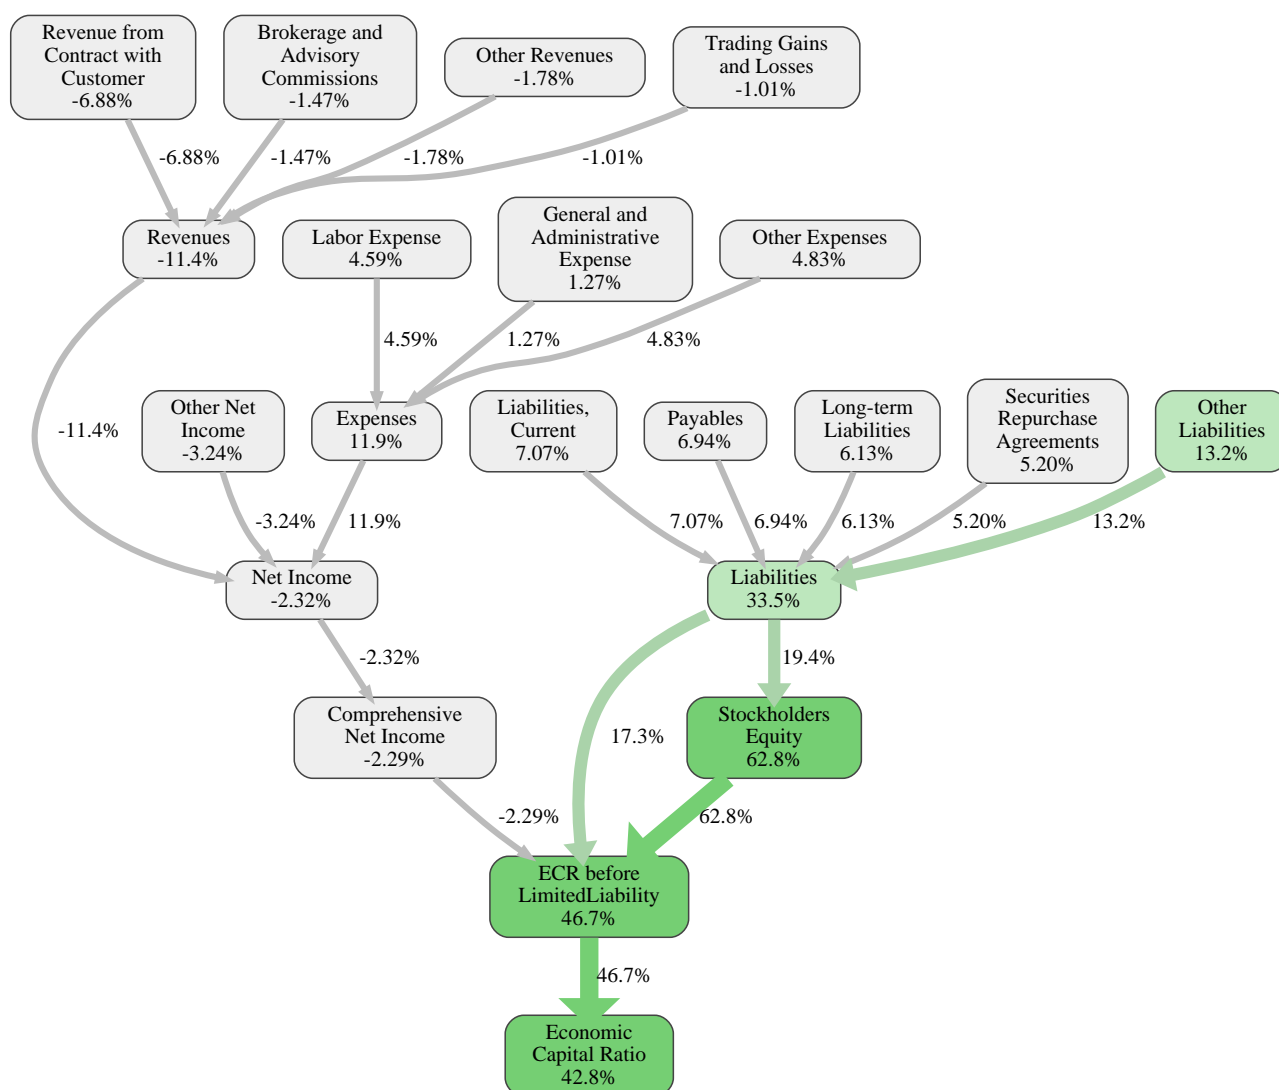 Revenue from
Contract with
Customer
-6.88%
Brokerage and
Advisory
Commissions
-1.47%
Other Revenues
-1.78%
Trading Gains
and Losses
-1.01%
-6.88%
-1.47%
-1.78%
-1.01%
Revenues
-11.4%
Labor Expense
4.59%
General and
Administrative
Expense
1.27%
Other Expenses
4.83%
4.59%
1.27%
4.83%
-11.4%
Other Net
Income
-3.24%
Expenses
11.9%
Liabilities,
Current
7.07%
Payables
6.94%
Long-term
Liabilities
6.13%
Securities
Repurchase
Agreements
5.20%
Other
Liabilities
13.2%
-3.24%
11.9%
7.07%
6.94%
6.13%
5.20%
13.2%
Net Income
-2.32%
Liabilities
33.5%
-2.32%
19.4%
Comprehensive
Net Income
-2.29%
17.3%
Stockholders
Equity
62.8%
-2.29%
62.8%
ECR before
LimitedLiability
46.7%
46.7%
Economic
Capital Ratio
42.8%